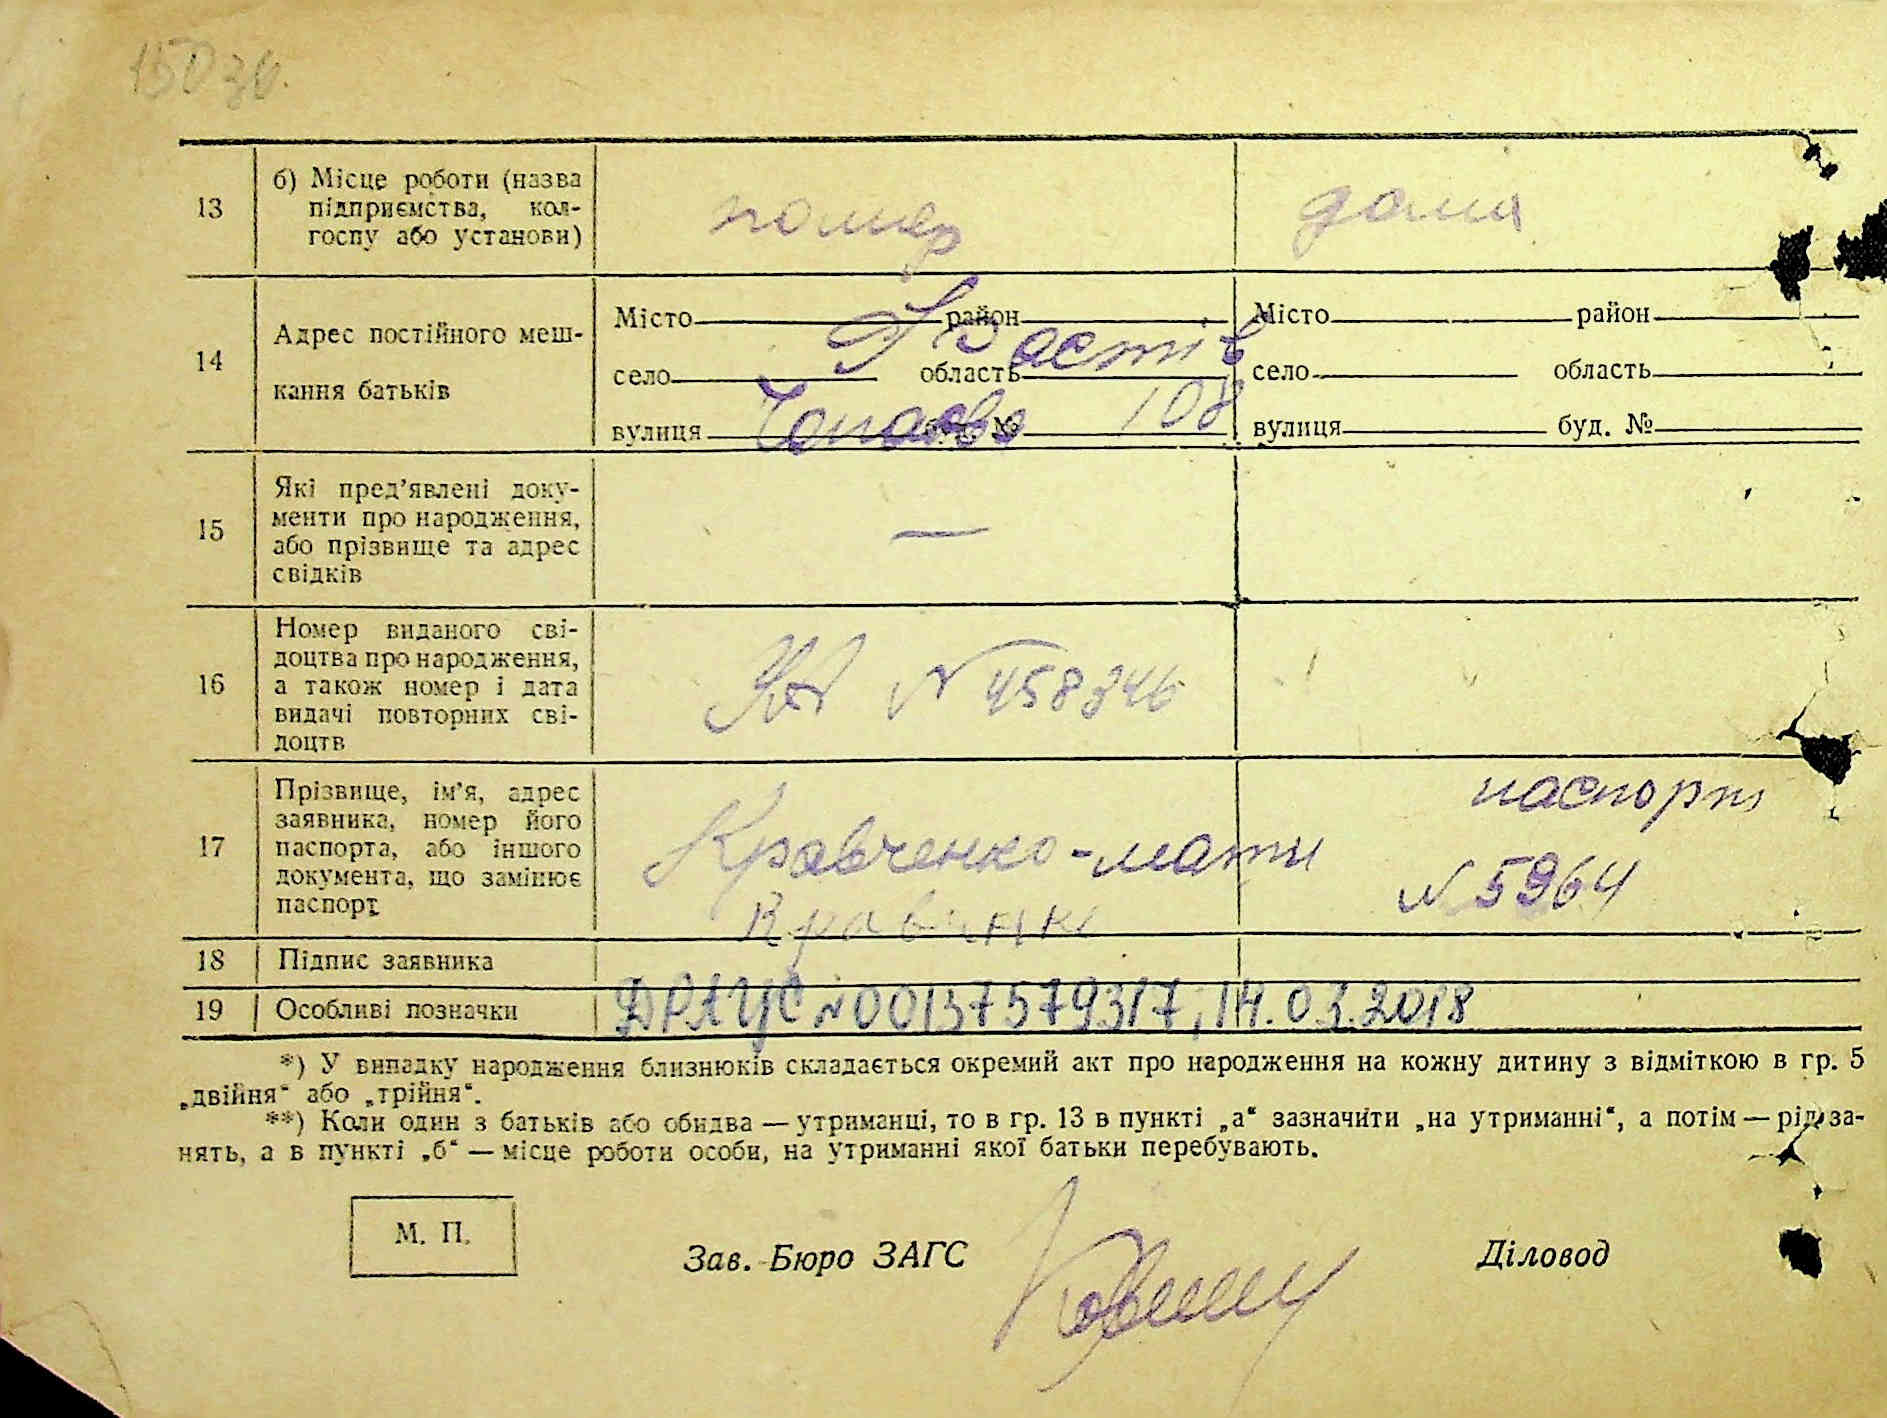 13
б) Місце роботи (назва
підприємства, кол-
госпу або установи)
помер
дома
14
Адрес постійного меш-
кання батьків
Місто район
Фастів
село область
вулиця буд. №
Чапаєва 108
Місто район
село область
вулиця буд. №
15
Які пред'явлені доку-
менти про народження,
або прізвище та адрес
свідків
—
16
Номер виданого сві-
доцтва про народження,
а також номер і дата
видачі повторних сві-
доцтв
N 458346
17
Прізвище, ім'я, адрес
заявника, номер його
паспорта, або іншого
документа, що замінює
паспорт
Кравченко-мати
паспорт
N 5964
18
Підпис заявника
19
Особливі позначки
ДРАЦС №00137579317, 14.03.2018
*) У випадку народження близнюків складається окремий акт про народження на кожну дитину з відміткою в гр. 5
„двійня“ або „трійня“.
**) Коли один з батьків або обидва — утриманці, то в гр. 13 в пункті „а“ зазначити „на утриманні“, а потім — рід за-
нять, а в пункті „б“ — місце роботи особи, на утриманні якої батьки перебувають.
М. П.
Зав. Бюро ЗАГС
Діловод